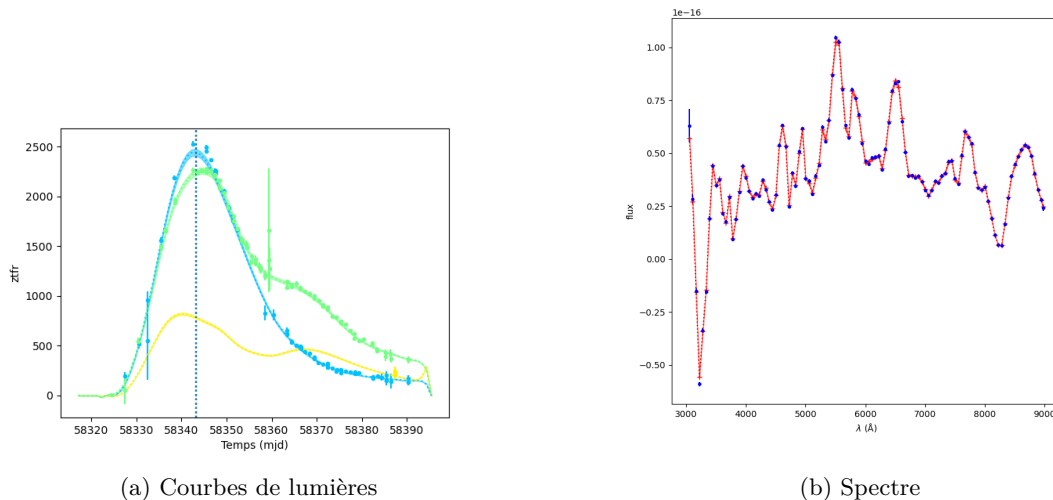 2500
2000
1500
1000
500
0
ztfr
58320 58330 58340 58350 58360 58370 58380 58390
Temps (mjd)
(a) Courbes de lumières
1e−16
1.00
0.75
0.50
0.25
0.00
−0.25
−0.50
flux
3000 4000 5000 6000 7000 8000 9000
λ (Å)
(b) Spectre